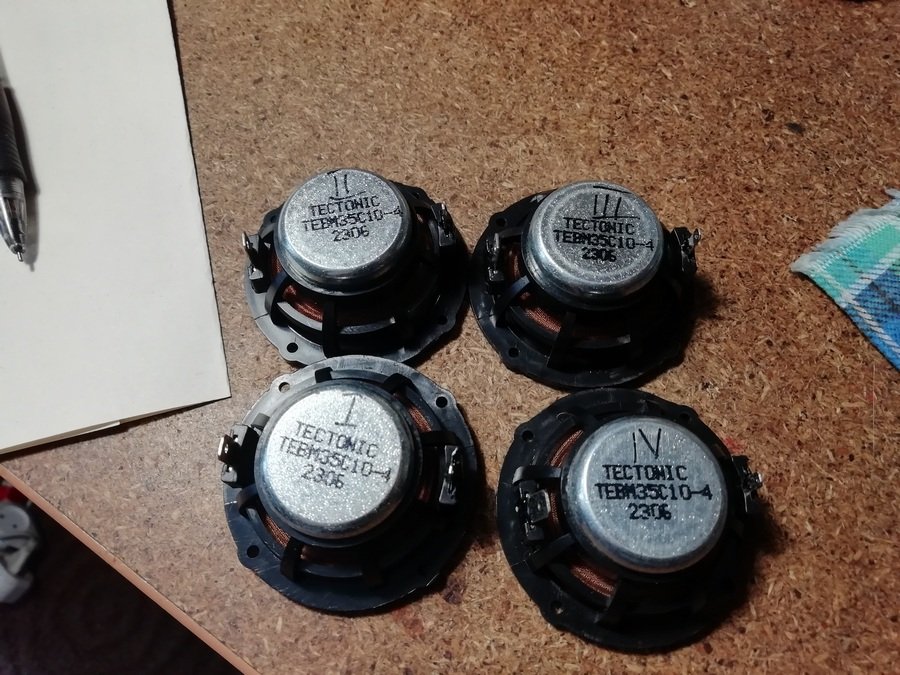 II
TECTONIC
TEBM35C10-4
2306
III
TECTONIC
TEBM35C10-4
2306
I
TECTONIC
TEBM35C10-4
2306
IV
TECTONIC
TEBM35C10-4
2306